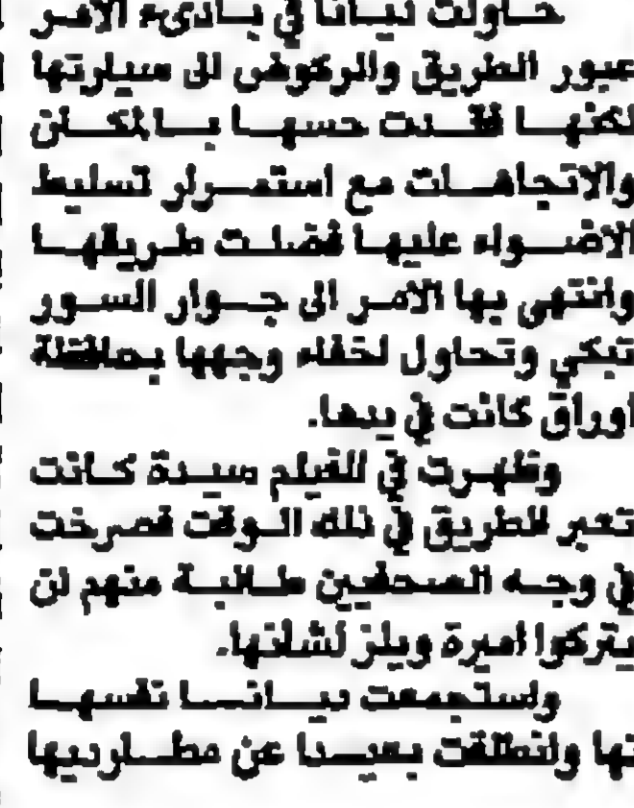 حاولت ديانا في بادىء الامر
عبور الطريق والركوض الى سيارتها
لكنها فقدت حسها بالمكان
والاتجاهات مع استمرار تسليط
الاضواء عليها فضلت طريقها
وانتهى بها الامر الى جوار السور
تبكي وتحاول اخفاء وجهها بحافظة
اوراق كانت في يدها.
وظهرت في الفيلم سيدة كانت
تعبر الطريق في ذلك الوقت فصرخت
في وجه الصحفيين طالبة منهم ان
يتركوا اميرة ويلز لشأنها.
واستجمعت ديانا نفسها
وانطلقت بعيدا عن مطارديها